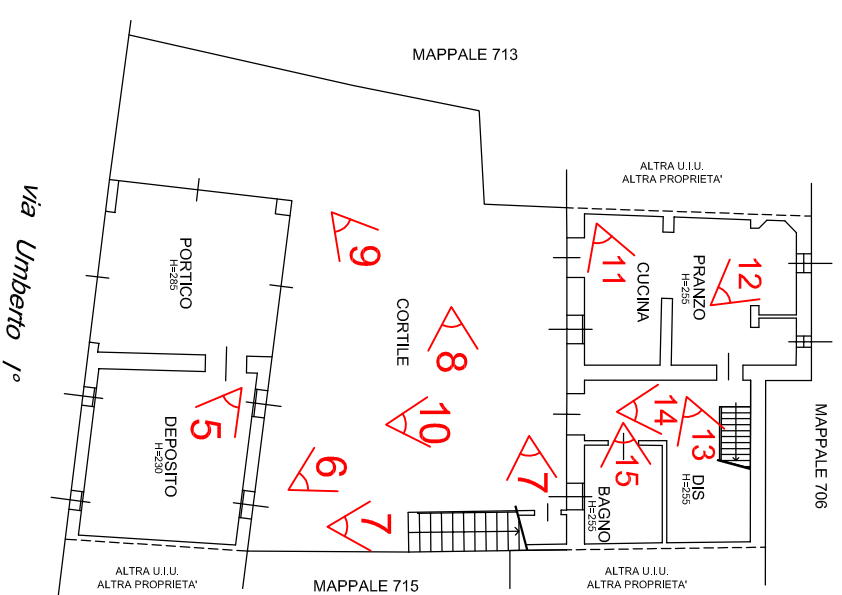 MAPPALE 713
ALTRA U.I.U.
ALTRA PROPRIETA'
via Umberto I°
PORTICO
H=285
9
11
CUCINA
PRANZO
H=255
12
CORTILE
8
10
5
DEPOSITO
H=230
6
7
7
14
13
15
DIS
H=255
BAGNO
H=255
MAPPALE 706
ALTRA U.I.U.
ALTRA PROPRIETA'
MAPPALE 715
ALTRA U.I.U.
ALTRA PROPRIETA'